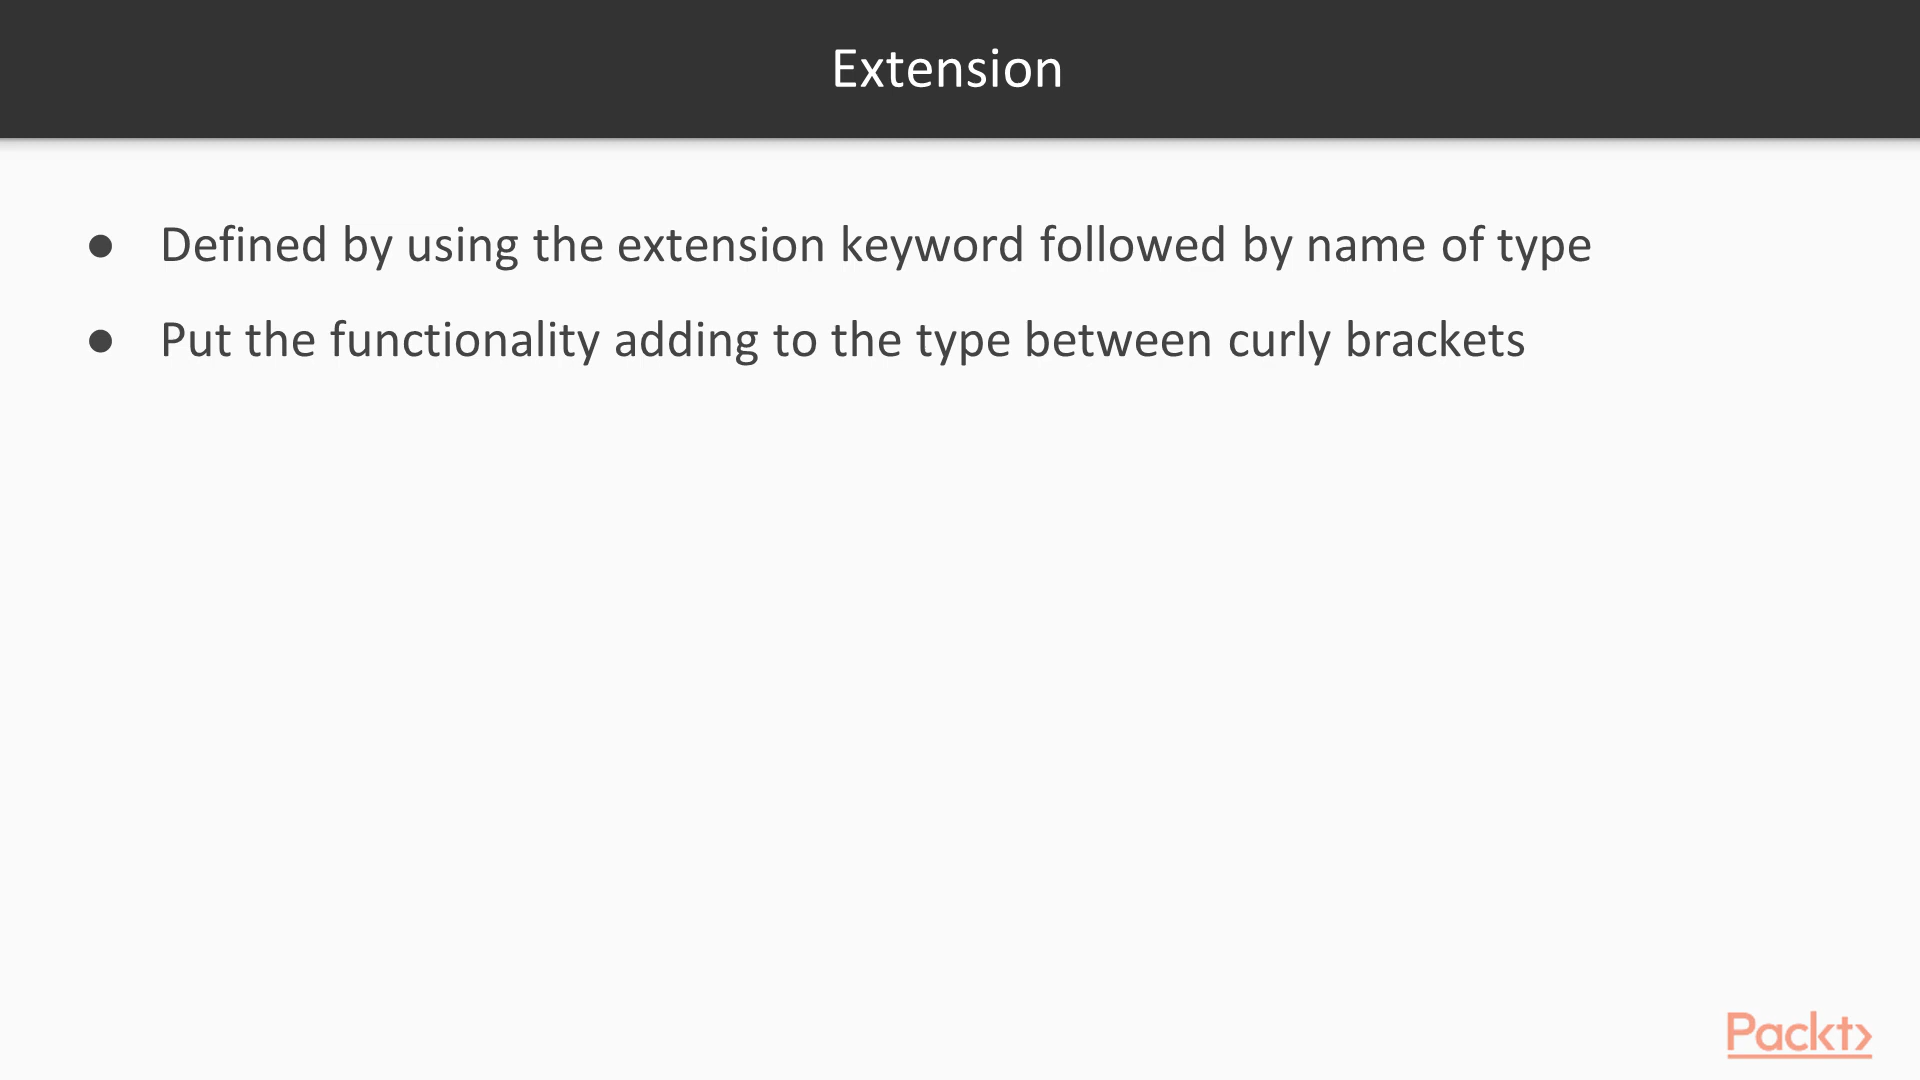 Extension
● Defined by using the extension keyword followed by name of type
● Put the functionality adding to the type between curly brackets
Packt>